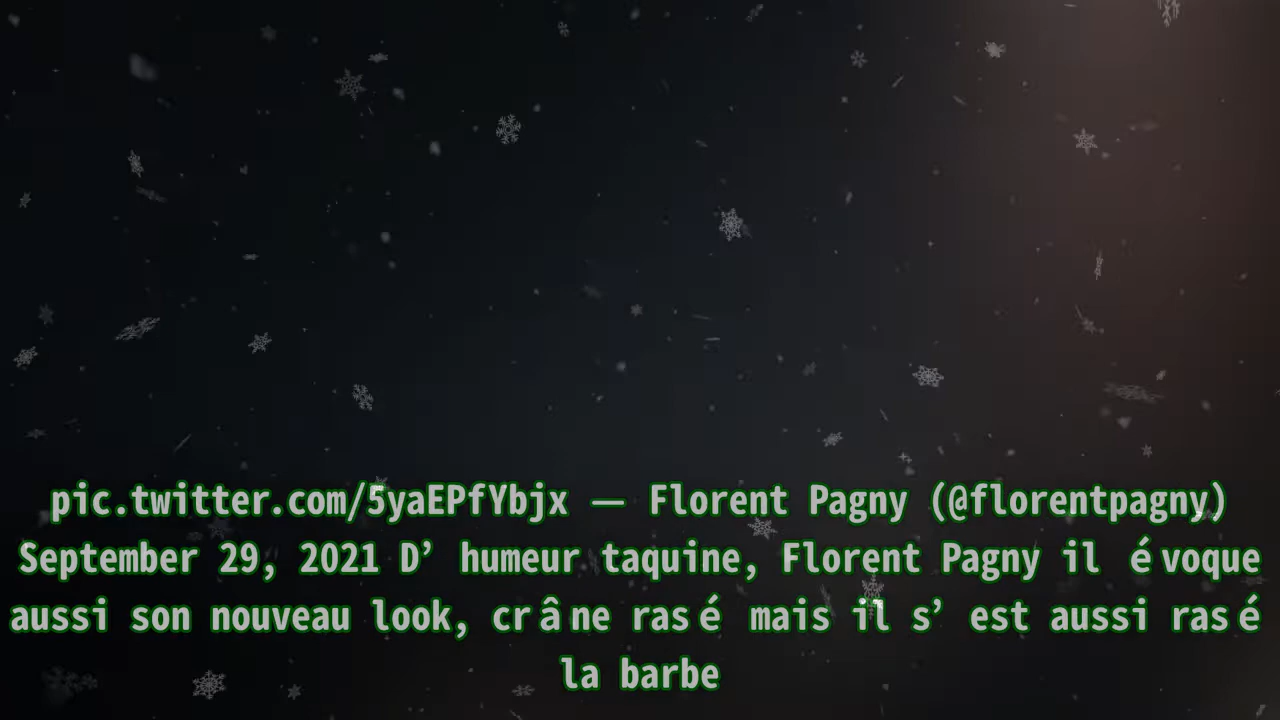 pic.twitter.com/5yaEPfYbjx — Florent Pagny (@florentpagny)
September 29, 2021 D’ humeur taquine, Florent Pagny il évoque
aussi son nouveau look, crâne rasé mais il s’ est aussi rasé
la barbe